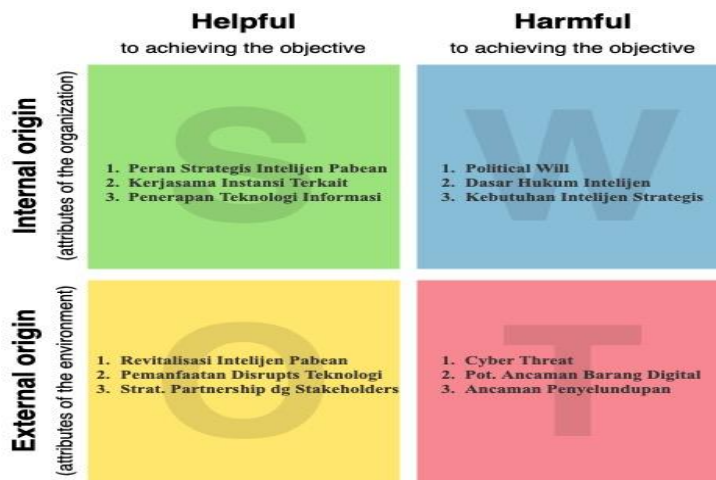 Helpful
to achieving the objective
Harmful
to achieving the objective
Internal origin
(attributes of the organization)
S
1. Peran Strategis Intelijen Pabean
2. Kerjasama Instansi Terkait
3. Penerapan Teknologi Informasi
W
1. Political Will
2. Dasar Hukum Intelijen
3. Kebutuhan Intelijen Strategis
External origin
(attributes of the environment)
O
1. Revitalisasi Intelijen Pabean
2. Pemanfaatan Disrupts Teknologi
3. Strat. Partnership dg Stakeholders
T
1. Cyber Threat
2. Pot. Ancaman Barang Digital
3. Ancaman Penyelundupan